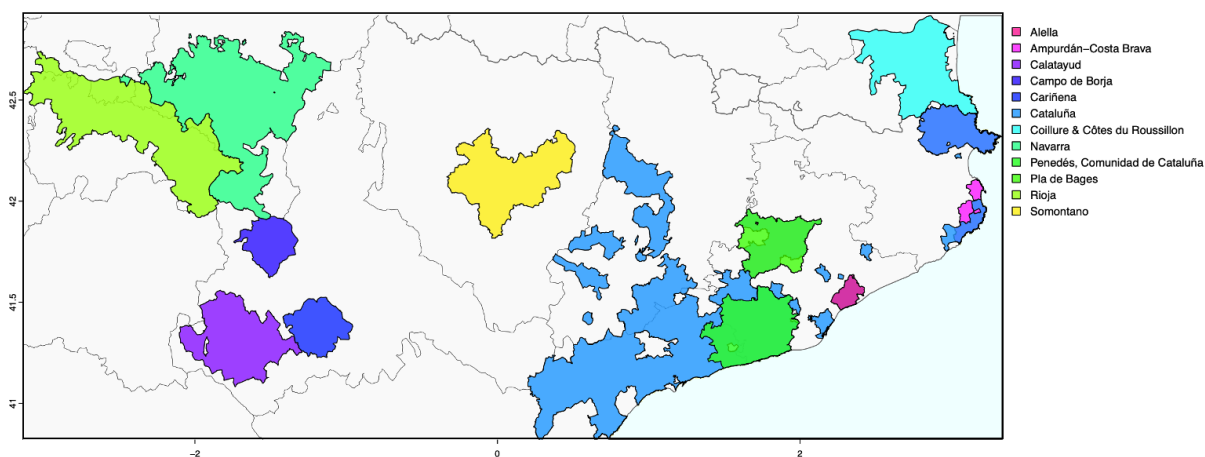 Alella
Ampurdán−Costa Brava
Calatayud
Campo de Borja
Cariñena
Cataluña
Coillure & Côtes du Roussillon
Navarra
Penedés, Comunidad de Cataluña
Pla de Bages
Rioja
Somontano
42.5
42
41.5
41
−2
0
2